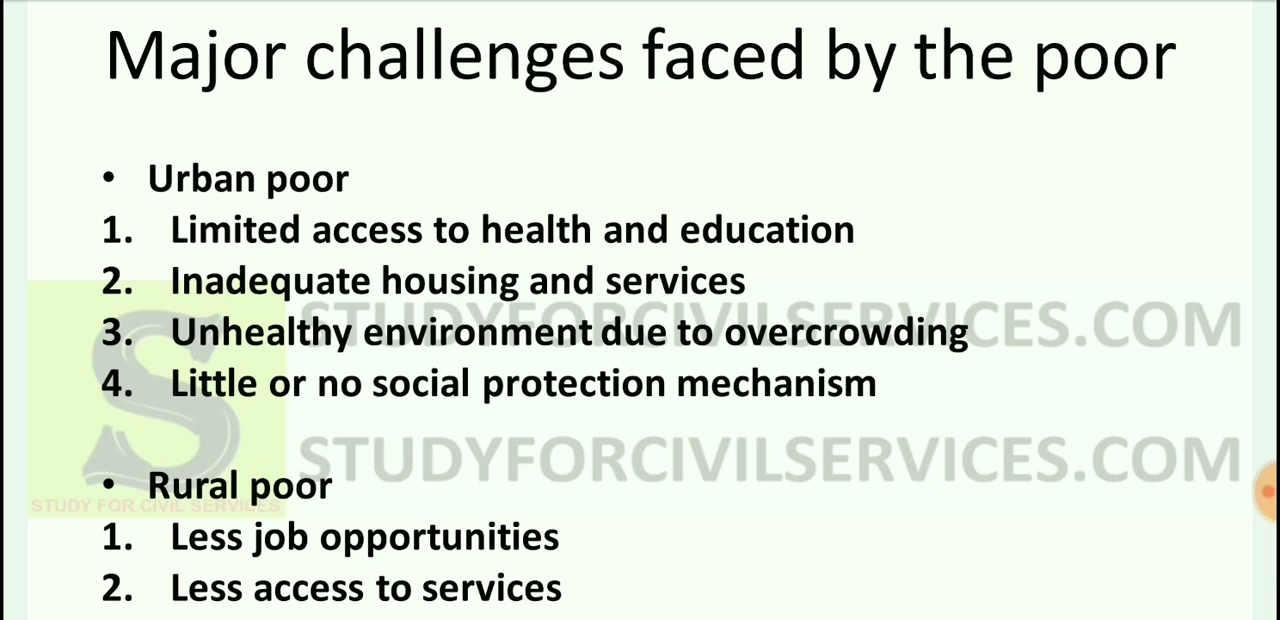 Major challenges faced by the poor
• Urban poor
1. Limited access to health and education
2. Inadequate housing and services
STUDYFORCIVILSERVICES.COM
3. Unhealthy environment due to overcrowding
4. Little or no social protection mechanism
S
STUDYFORCIVILSERVICES.COM
• Rural poor
STUDY FOR CIVIL SERVICES
1. Less job opportunities
2. Less access to services